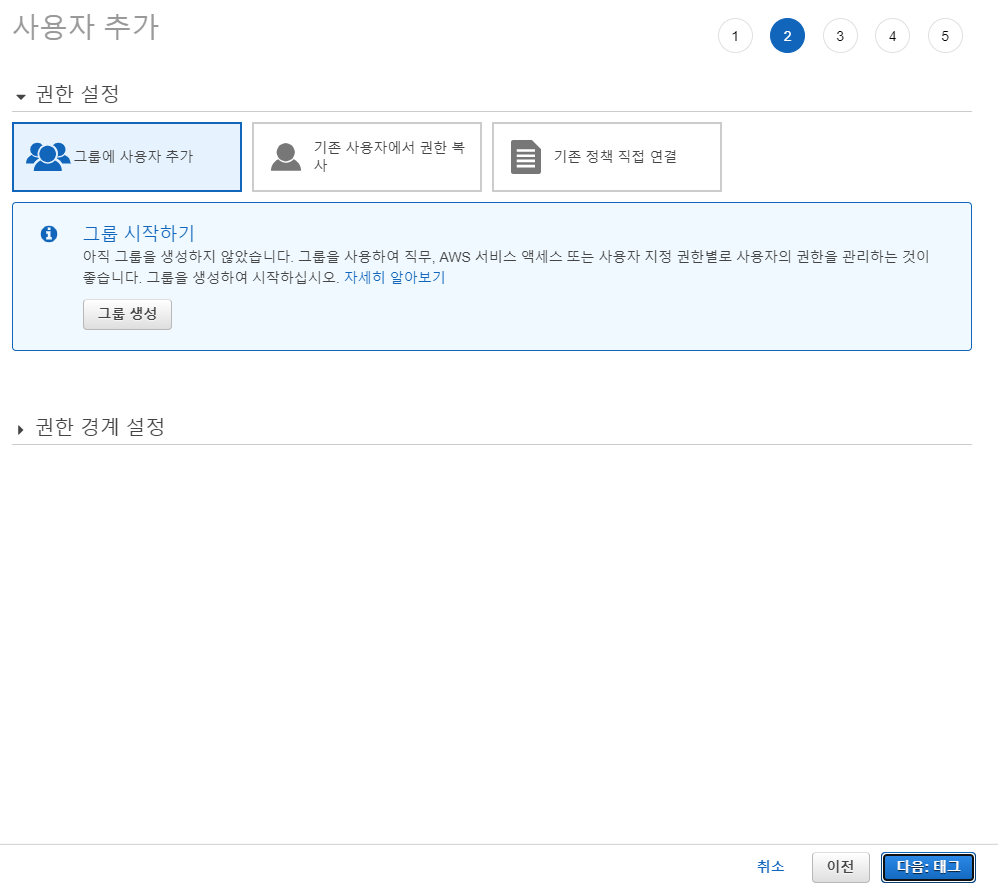 사용자 추가
1 2 3 4 5
권한 설정
그룹에 사용자 추가
기존 사용자에서 권한 복
사
기존 정책 직접 연결
그룹 시작하기
아직 그룹을 생성하지 않았습니다. 그룹을 사용하여 직무, AWS 서비스 액세스 또는 사용자 지정 권한별로 사용자의 권한을 관리하는 것이
좋습니다. 그룹을 생성하여 시작하십시오. 자세히 알아보기
그룹 생성
권한 경계 설정
취소 이전 다음: 태그